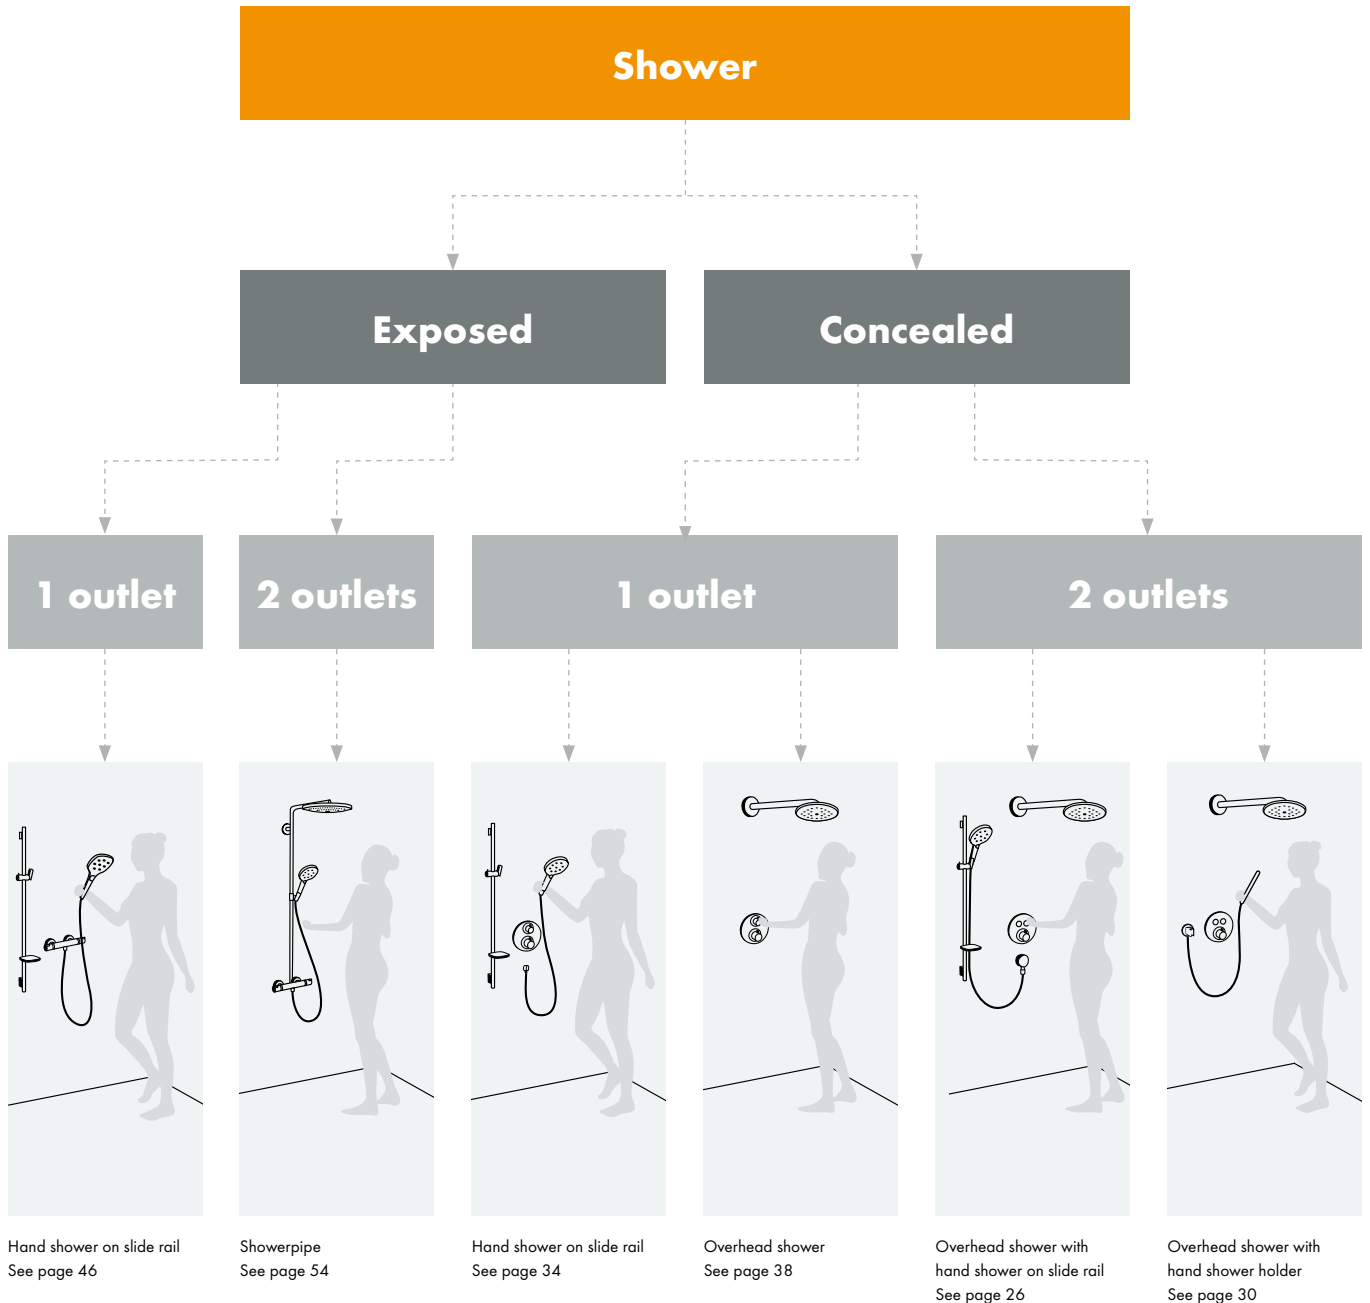 Shower
Exposed
Concealed
1 outlet
2 outlets
1 outlet
2 outlets
Hand shower on slide rail
See page 46
Showerpipe
See page 54
Hand shower on slide rail
See page 34
Overhead shower
See page 38
Overhead shower with
hand shower on slide rail
See page 26
Overhead shower with
hand shower holder
See page 30